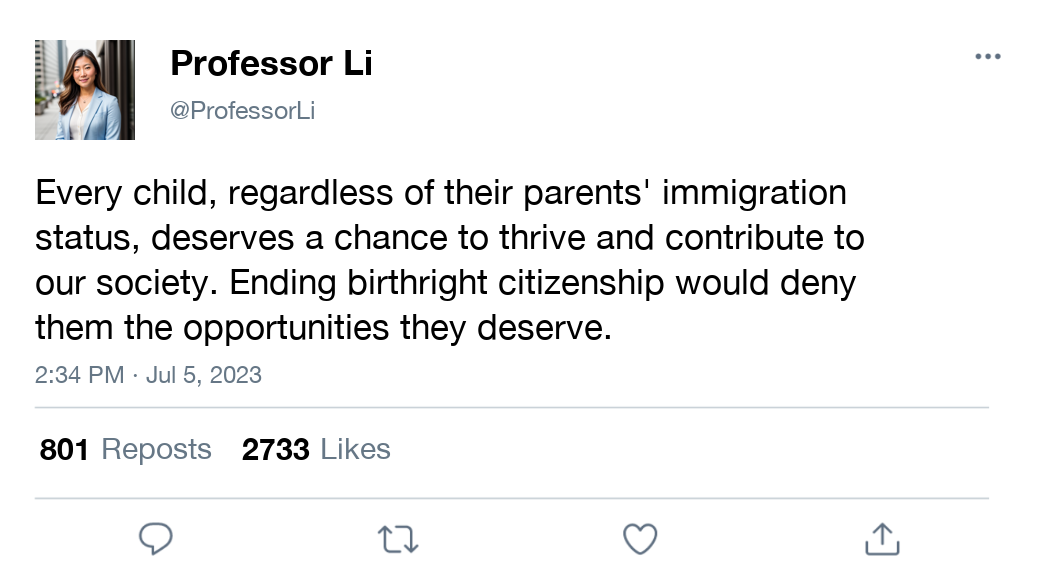 Professor Li
@ProfessorLi
Every child, regardless of their parents' immigration
status, deserves a chance to thrive and contribute to
our society. Ending birthright citizenship would deny
them the opportunities they deserve.
2:34 PM · Jul 5, 2023
801 Reposts 2733 Likes